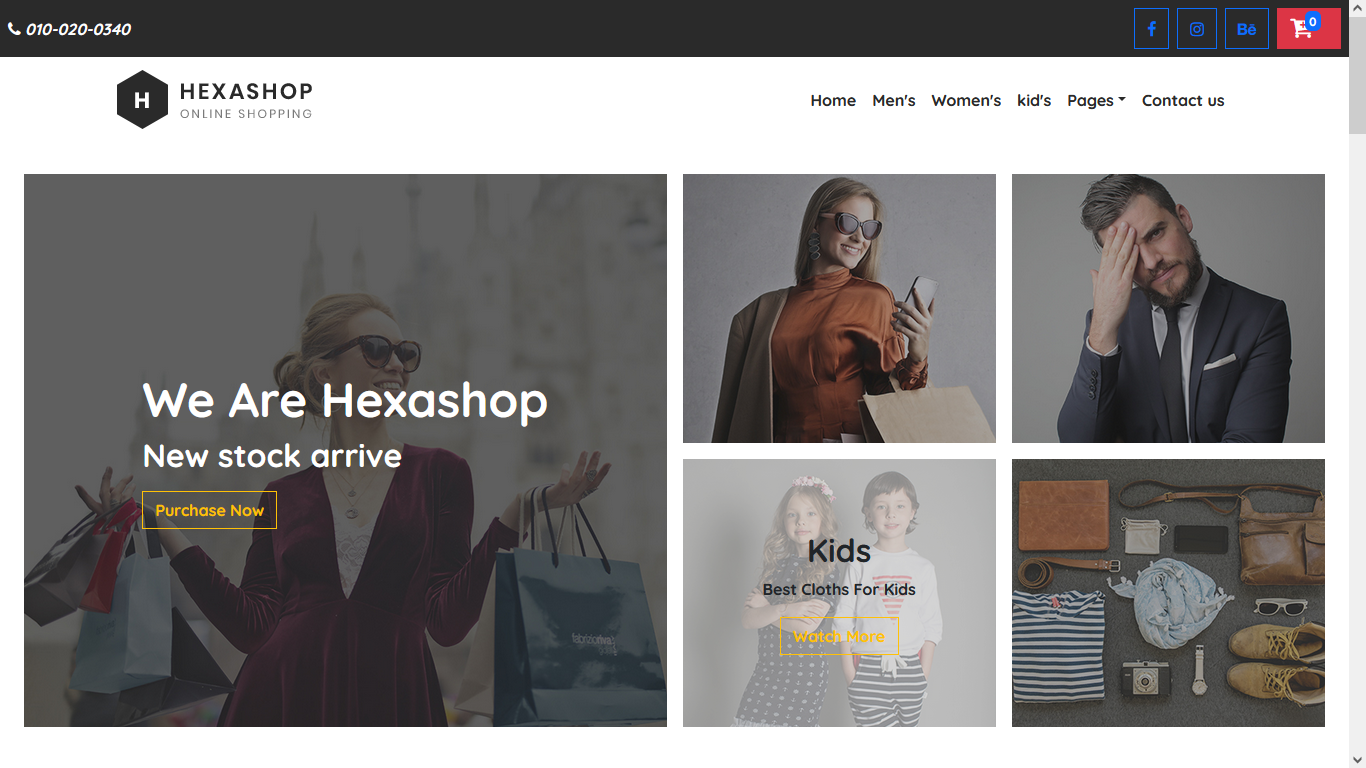 010-020-0340
Bē
0
H
HEXASHOP
ONLINE SHOPPING
Home Men's Women's kid's Pages Contact us
We Are Hexashop
New stock arrive
Purchase Now
Kids
Best Cloths For Kids
Watch More